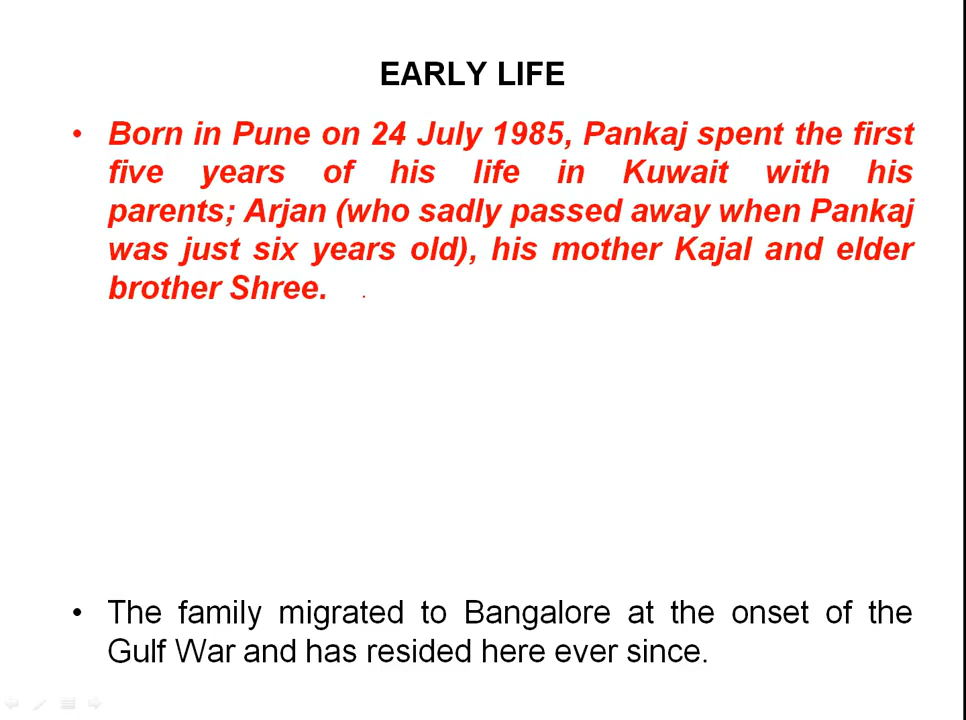 EARLY LIFE
• Born in Pune on 24 July 1985, Pankaj spent the first
five years of his life in Kuwait with his
parents; Arjan (who sadly passed away when Pankaj
was just six years old), his mother Kajal and elder
brother Shree.
• The family migrated to Bangalore at the onset of the
Gulf War and has resided here ever since.